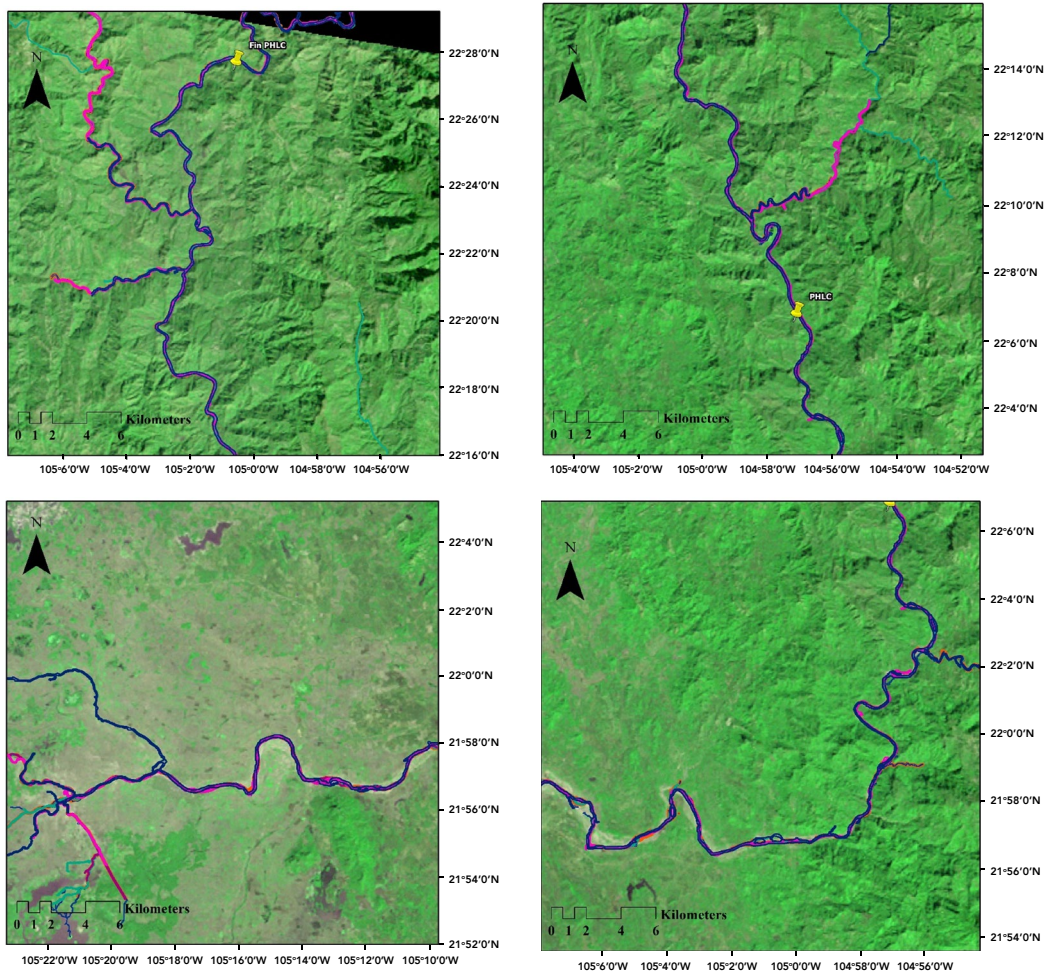 N
Fin PHLC
22°28'0"N
22°26'0"N
22°24'0"N
22°22'0"N
22°20'0"N
22°18'0"N
22°16'0"N
Kilometers
0 1 2 4 6
105°6'0"W 105°4'0"W 105°2'0"W 105°0'0"W 104°58'0"W 104°56'0"W
N
PHLC
22°14'0"N
22°12'0"N
22°10'0"N
22°8'0"N
22°6'0"N
22°4'0"N
Kilometers
0 1 2 4 6
105°4'0"W 105°2'0"W 105°0'0"W 104°58'0"W 104°56'0"W 104°54'0"W 104°52'0"W
N
22°4'0"N
22°2'0"N
22°0'0"N
21°58'0"N
21°56'0"N
21°54'0"N
21°52'0"N
Kilometers
0 1 2 4 6
105°22'0"W 105°20'0"W 105°18'0"W 105°16'0"W 105°14'0"W 105°12'0"W 105°10'0"W
N
22°6'0"N
22°4'0"N
22°2'0"N
22°0'0"N
21°58'0"N
21°56'0"N
21°54'0"N
Kilometers
0 1 2 4 6
105°6'0"W 105°4'0"W 105°2'0"W 105°0'0"W 104°58'0"W 104°56'0"W